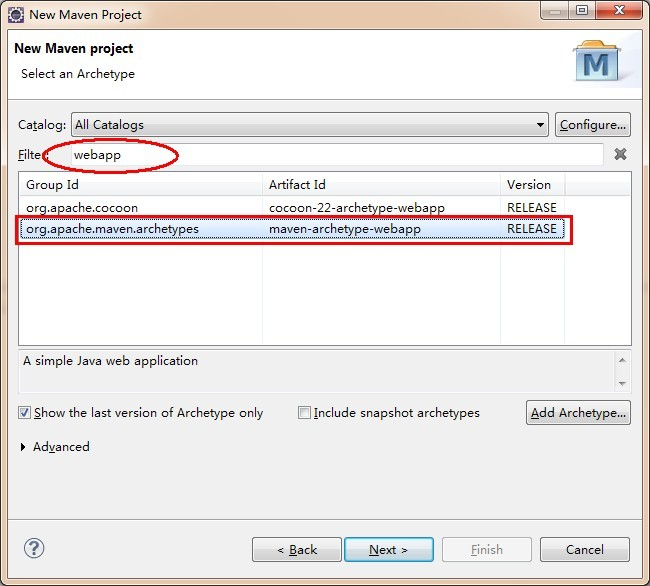 New Maven Project
New Maven project
Select an Archetype
M
Catalog: All Catalogs Configure...
Filter: webapp
Group Id Artifact Id Version
org.apache.cocoon cocoon-22-archetype-webapp RELEASE
org.apache.maven.archetypes maven-archetype-webapp RELEASE
A simple Java web application
Show the last version of Archetype only Include snapshot archetypes Add Archetype...
Advanced
? < Back Next > Finish Cancel